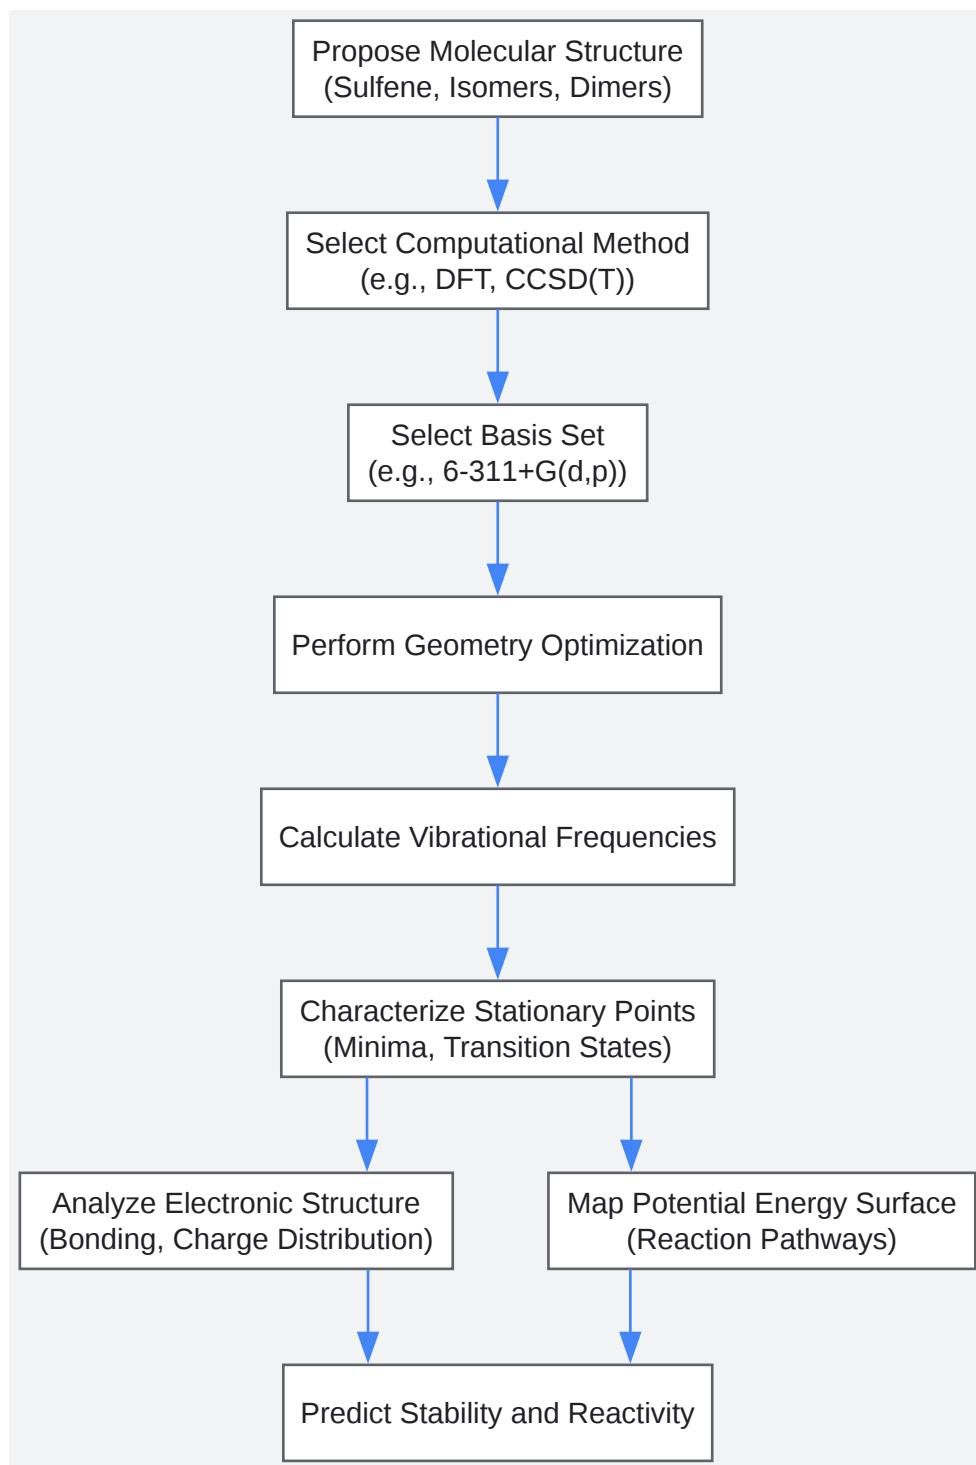 Propose Molecular Structure
(Sulfene, Isomers, Dimers)
Select Computational Method
(e.g., DFT, CCSD(T))
Select Basis Set
(e.g., 6-311+G(d,p))
Perform Geometry Optimization
Calculate Vibrational Frequencies
Characterize Stationary Points
(Minima, Transition States)
Analyze Electronic Structure
(Bonding, Charge Distribution)
Map Potential Energy Surface
(Reaction Pathways)
Predict Stability and Reactivity